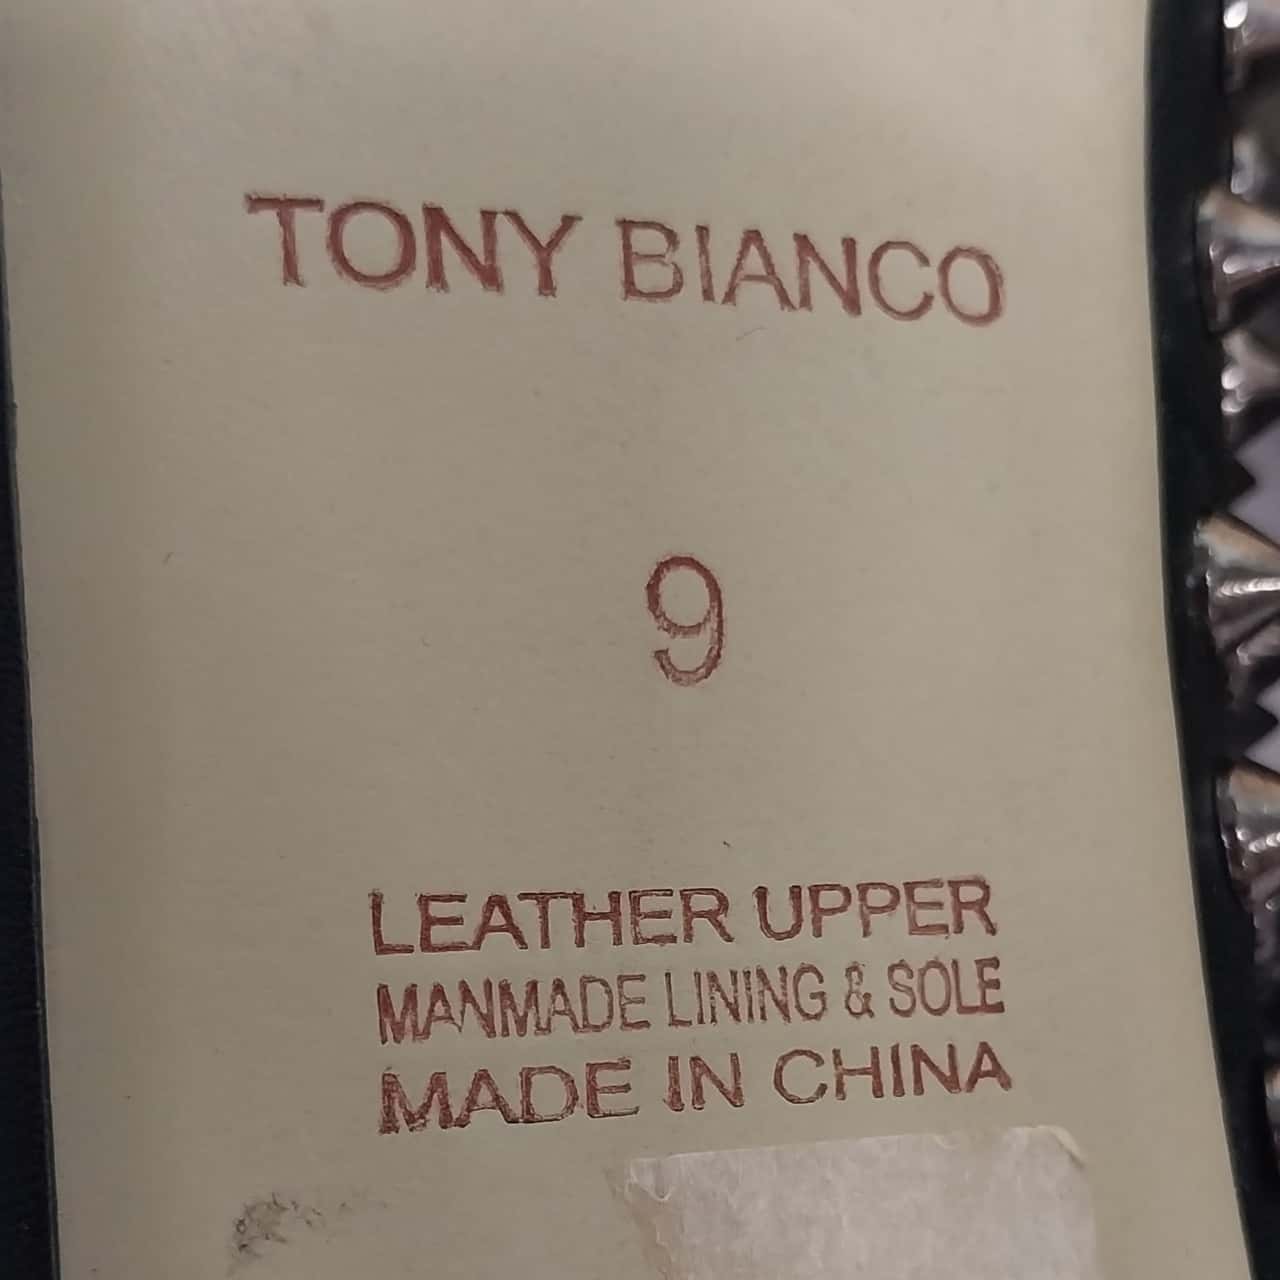 TONY BIANCO
9
LEATHER UPPER
MANMADE LINING & SOLE
MADE IN CHINA